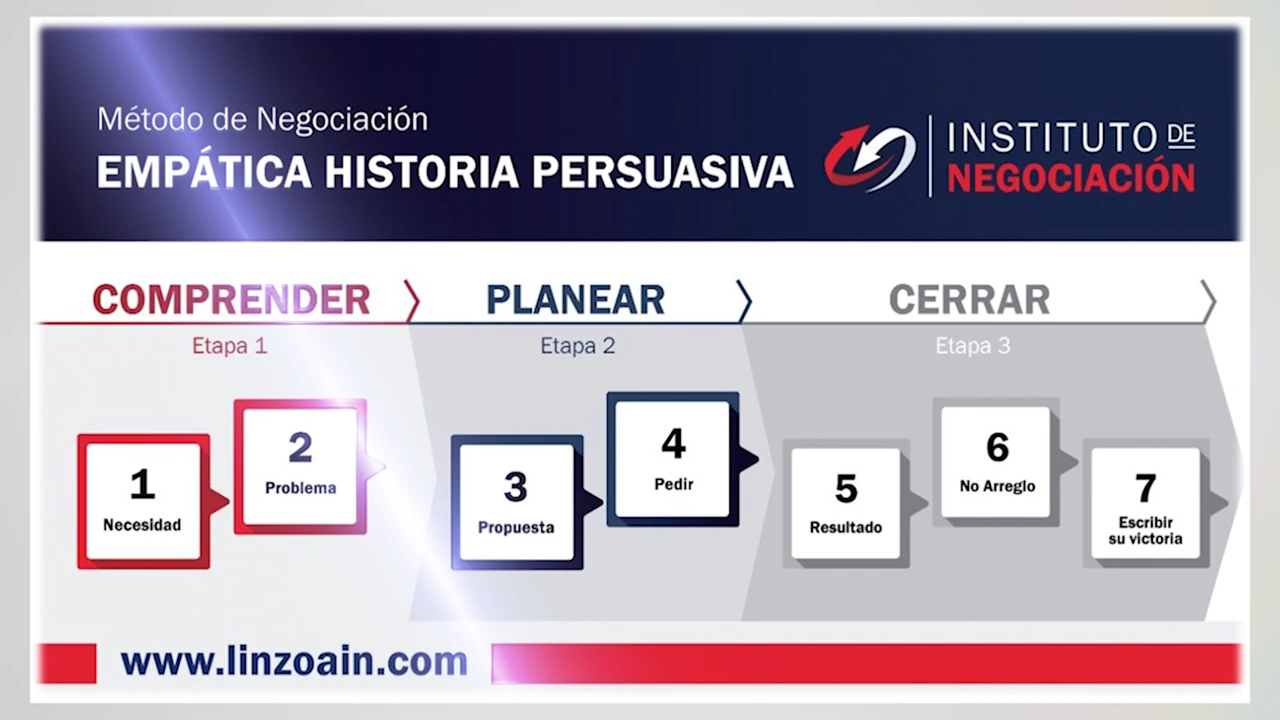 Método de Negociación
EMPÁTICA HISTORIA PERSUASIVA
INSTITUTO DE
NEGOCIACIÓN
COMPRENDER
PLANEAR
CERRAR
Etapa 1
Etapa 2
Etapa 3
1
Necesidad
2
Problema
3
Propuesta
4
Pedir
5
Resultado
6
No Arreglo
7
Escribir
su victoria
www.linzoain.com